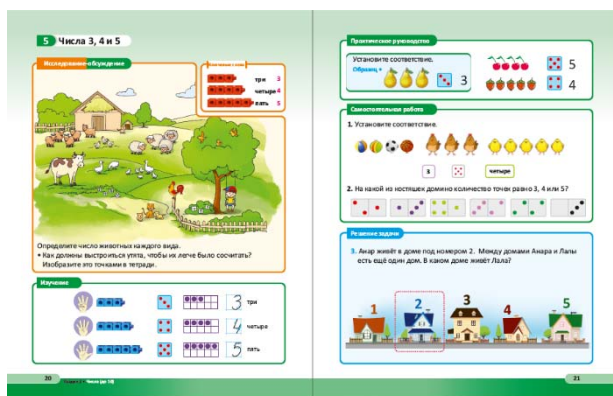 5 Числа 3, 4 и 5
Исследование-обсуждение
три 3
четыре 4
пять 5
Определите число животных каждого вида.
• Как должны выстроиться утята, чтобы их легче было сосчитать?
Изобразите это точками в тетради.
Изучение
3 три
4 четыре
5 пять
20
Числа (до 10)
Практическое руководство
Установите соответствие.
Образец
3
5
4
Самостоятельная работа
1. Установите соответствие.
3
четыре
2. На какой из костяшек домино количество точек равно 3, 4 или 5?
Решение задачи
3. Анар живёт в доме под номером 2. Между домами Анара и Лалы
есть ещё один дом. В каком доме живёт Лала?
1 2 3 4 5
21